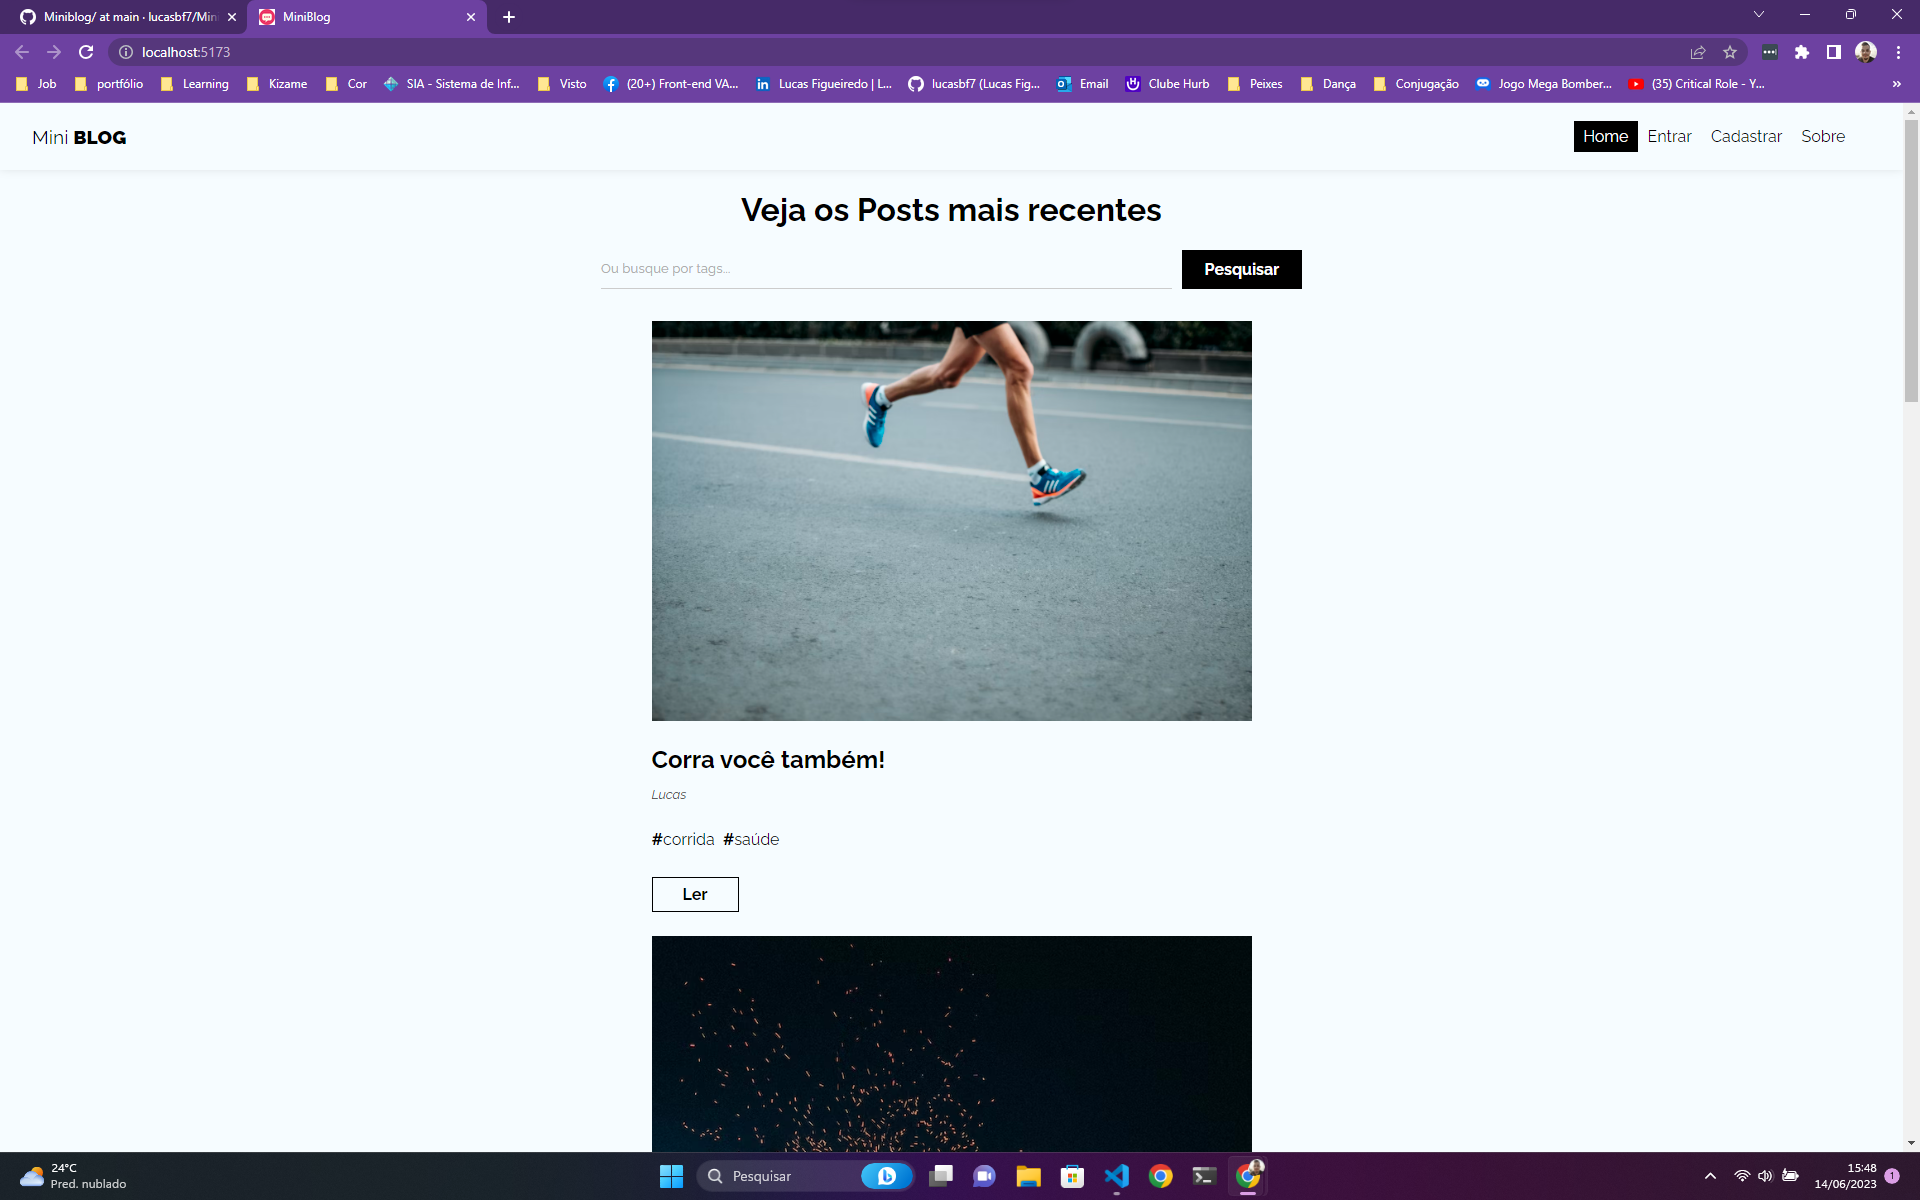 Miniblog/ at main · lucasbf7/Mini
MiniBlog
localhost:5173
Job
portfólio
Learning
Kizame
Cor
SIA - Sistema de Inf...
Visto
(20+) Front-end VA...
Lucas Figueiredo | L...
lucasbf7 (Lucas Fig...
Email
Clube Hurb
Peixes
Dança
Conjugação
Jogo Mega Bomber...
(35) Critical Role - Y...
»
Mini BLOG
Home
Entrar
Cadastrar
Sobre
Veja os Posts mais recentes
Ou busque por tags...
Pesquisar
Corra você também!
Lucas
#corrida #saúde
Ler
24°C
Pred. nublado
Pesquisar
15:48
14/06/2023
1